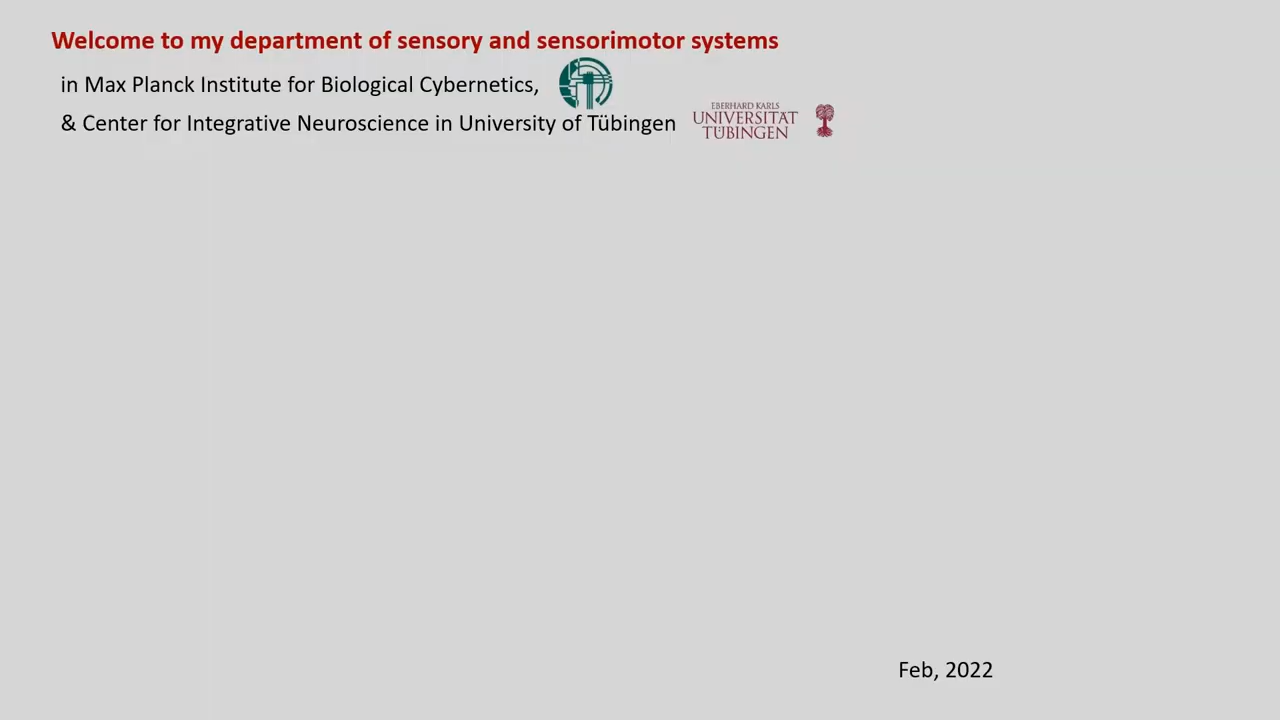 Welcome to my department of sensory and sensorimotor systems
in Max Planck Institute for Biological Cybernetics,
& Center for Integrative Neuroscience in University of Tübingen
EBERHARD KARLS
UNIVERSITÄT
TÜBINGEN
Feb, 2022